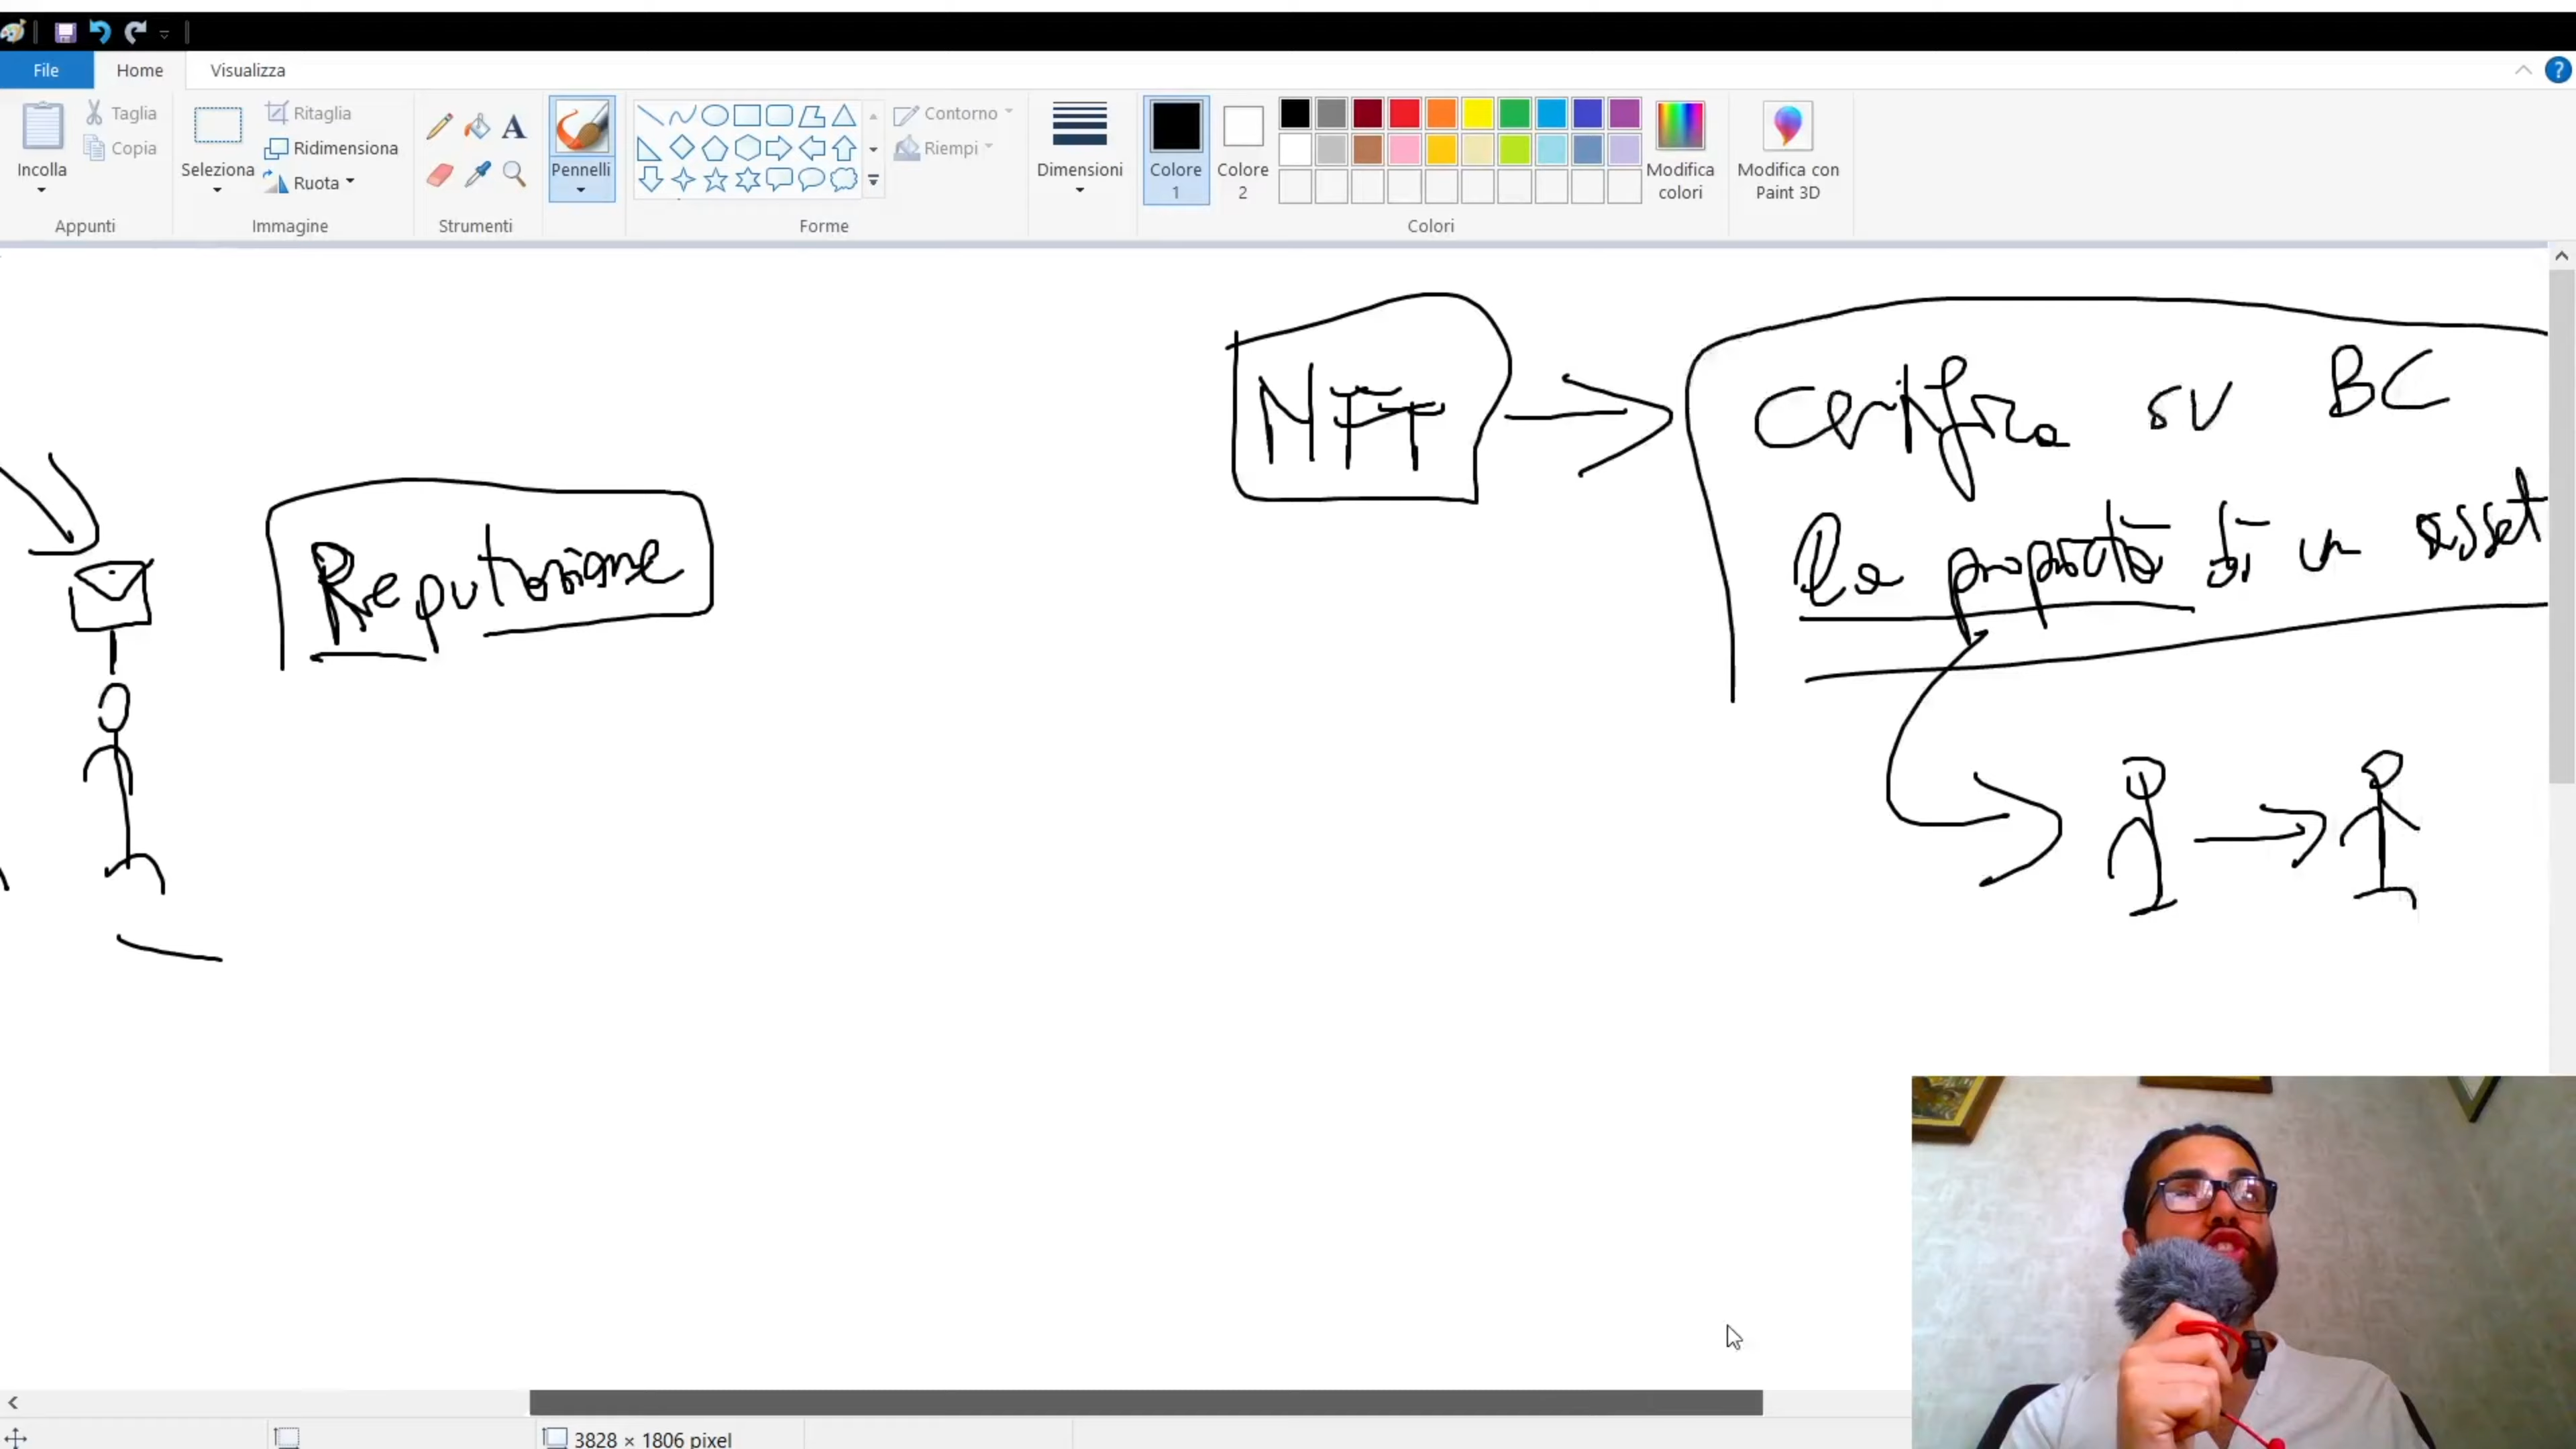 File Home Visualizza
Taglia
Copia
Incolla
Appunti
Seleziona
Ritaglia
Ridimensiona
Ruota
Immagine
Strumenti
Pennelli
Forme
Contorno
Riempi
Dimensioni
Colore
1
Colore
2
Colori
Modifica
colori
Modifica con
Paint 3D
Reputazione
NFT
Certifica su BC
la proprietà di un asset
3828 × 1806 pixel